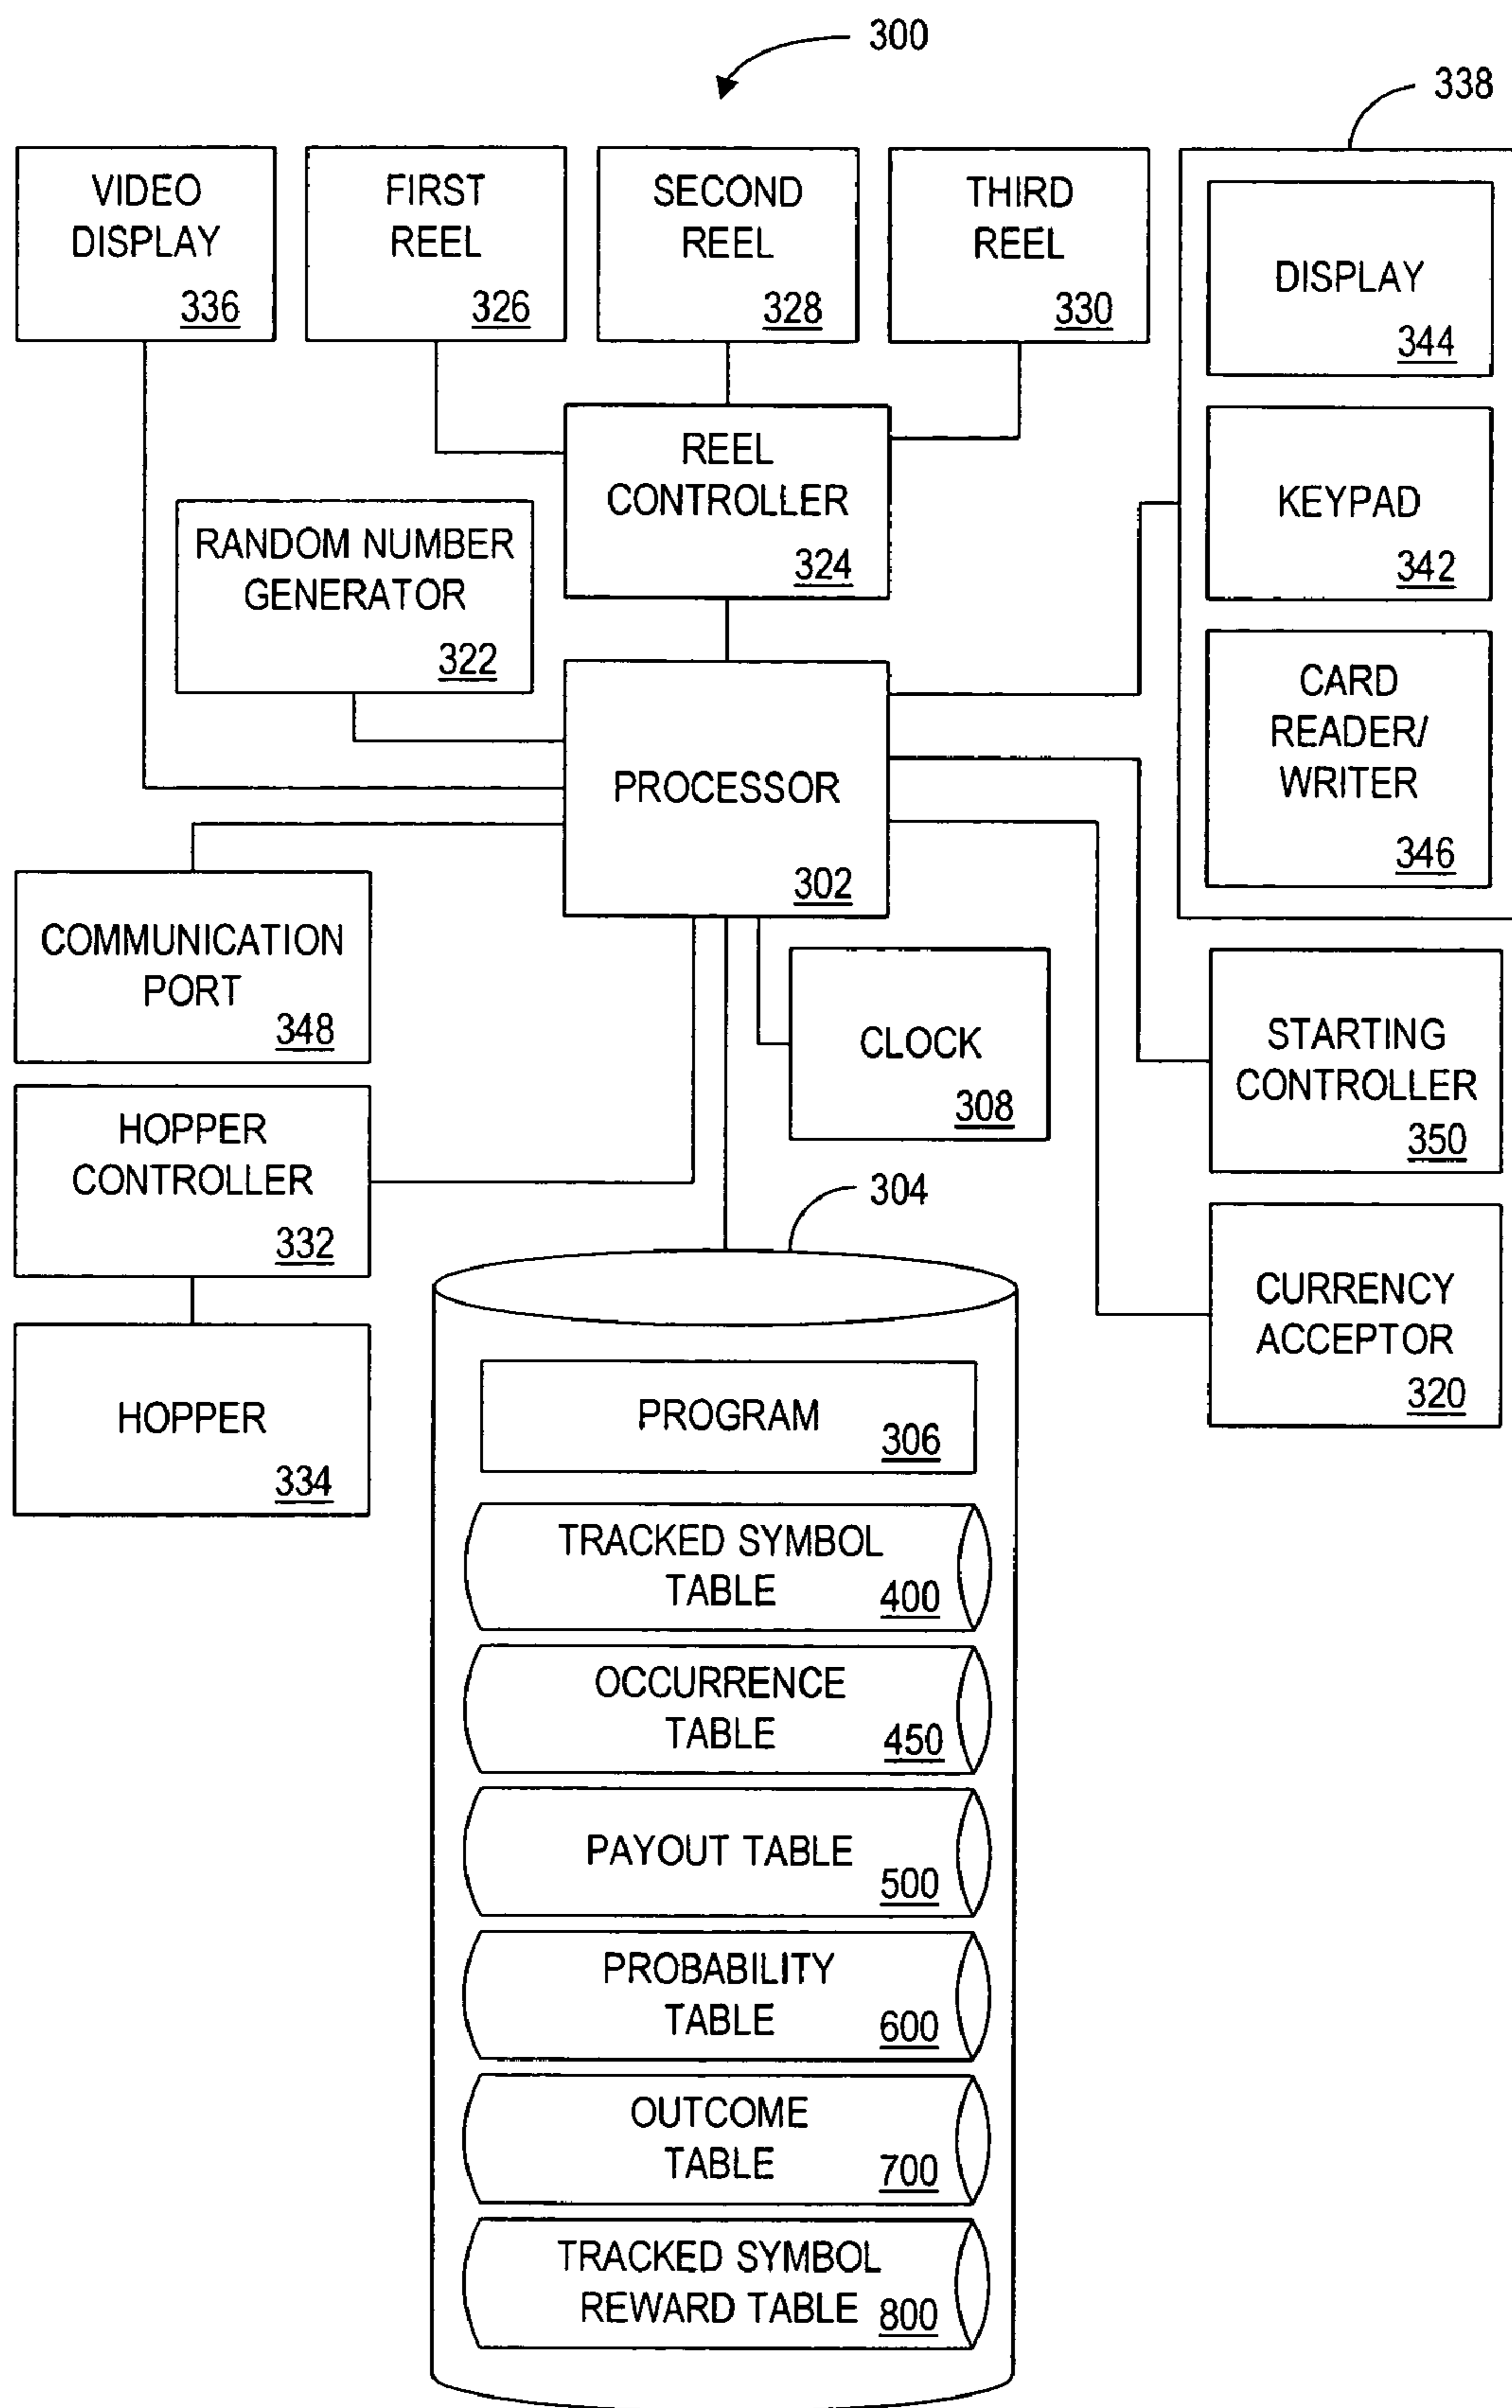 300
338
VIDEO
DISPLAY
336
FIRST
REEL
326
SECOND
REEL
328
THIRD
REEL
330
DISPLAY
344
REEL
CONTROLLER
324
KEYPAD
342
RANDOM NUMBER
GENERATOR
322
CARD
READER/
WRITER
346
PROCESSOR
302
COMMUNICATION
PORT
348
CLOCK
308
STARTING
CONTROLLER
350
HOPPER
CONTROLLER
332
304
CURRENCY
ACCEPTOR
320
HOPPER
334
PROGRAM
306
TRACKED SYMBOL
TABLE
400
OCCURRENCE
TABLE
450
PAYOUT TABLE
500
PROBABILITY
TABLE
600
OUTCOME
TABLE
700
TRACKED SYMBOL
REWARD TABLE
800